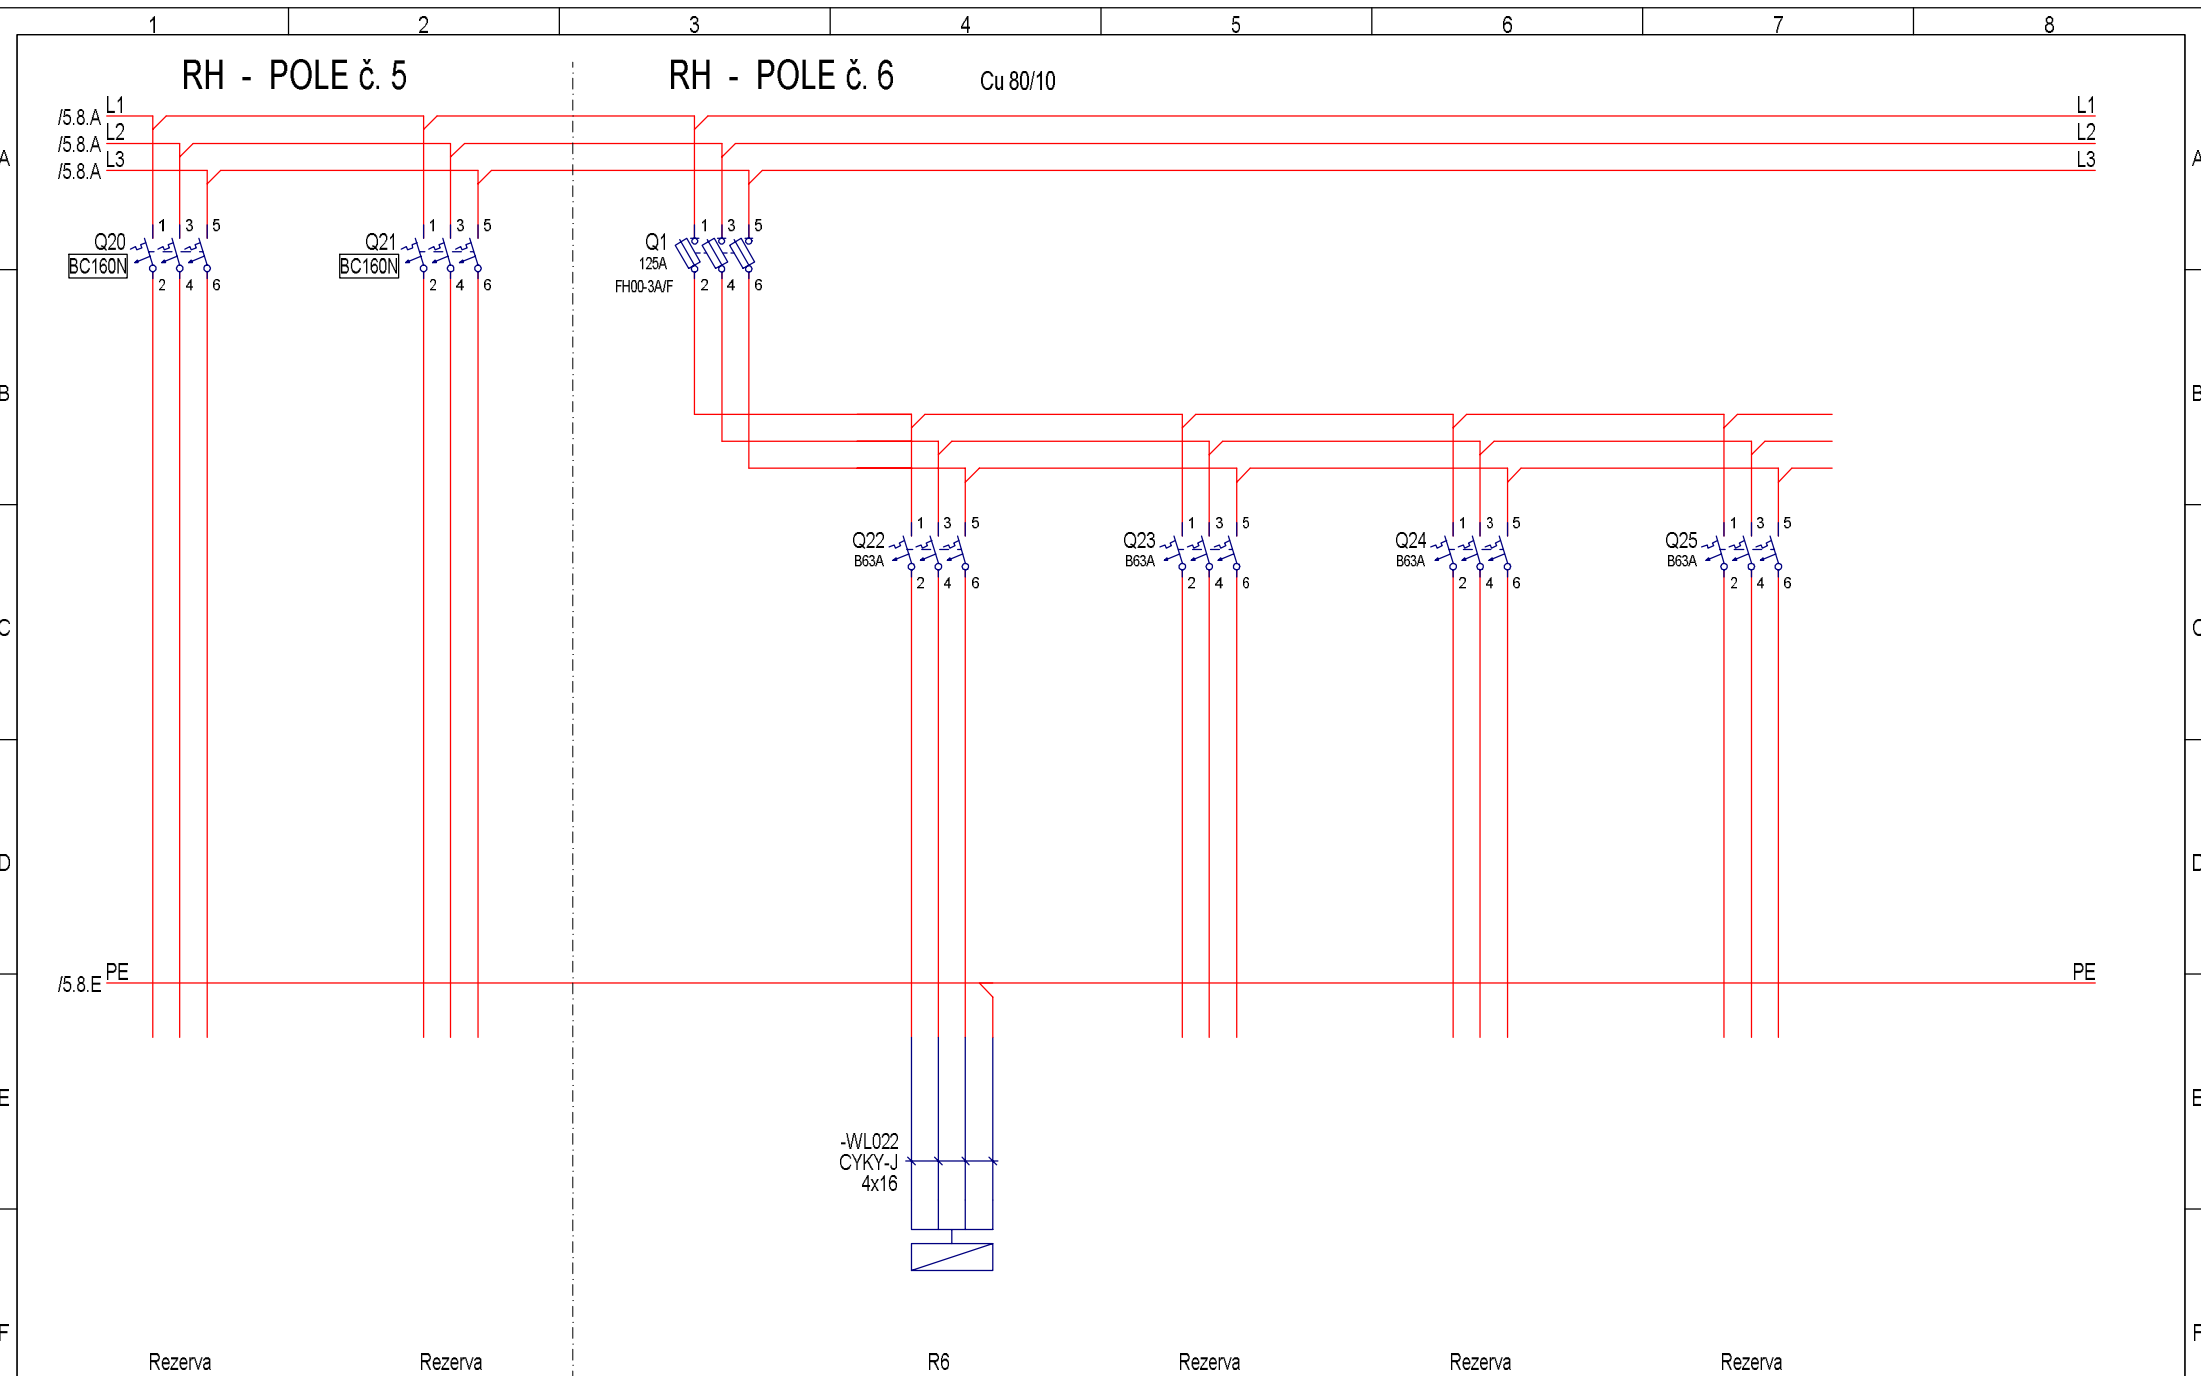 1 2 3 4 5 6 7 8
RH - POLE č. 5
RH - POLE č. 6
Cu 80/10
/5.8.A L1 L1
/5.8.A L2 L2
/5.8.A L3 L3
A A
1 3 5
Q20
BC160N
2 4 6
1 3 5
Q21
BC160N
2 4 6
1 3 5
Q1
125A
FH00-3A/F
2 4 6
B B
1 3 5
Q22
B63A
2 4 6
1 3 5
Q23
B63A
2 4 6
1 3 5
Q24
B63A
2 4 6
1 3 5
Q25
B63A
2 4 6
C C
D D
/5.8.E PE PE
E E
-WL022
CYKY-J
4x16
F F
Rezerva Rezerva R6 Rezerva Rezerva Rezerva